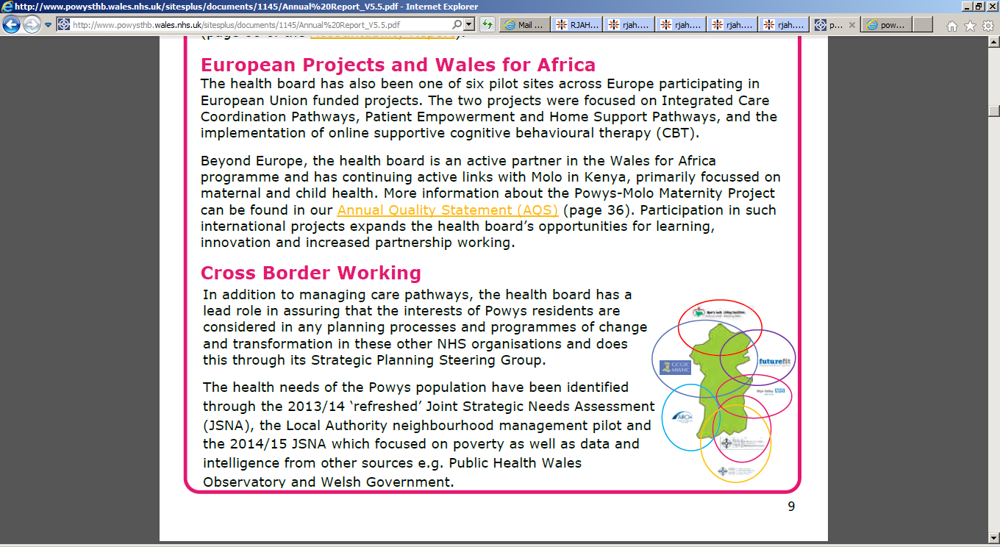 http://www.powysthb.wales.nhs.uk/sitesplus/documents/1145/Annual%20Report_V5.5.pdf - Internet Explorer
http://www.powysthb.wales.nhs.uk/sitesplus/documents/1145/Annual%20Report_V5.5.pdf
Mail ...
RJAH...
rjah....
rjah....
rjah....
rjah....
p...
pow...
European Projects and Wales for Africa
The health board has also been one of six pilot sites across Europe participating in
European Union funded projects. The two projects were focused on Integrated Care
Coordination Pathways, Patient Empowerment and Home Support Pathways, and the
implementation of online supportive cognitive behavioural therapy (CBT).
Beyond Europe, the health board is an active partner in the Wales for Africa
programme and has continuing active links with Molo in Kenya, primarily focussed on
maternal and child health. More information about the Powys-Molo Maternity Project
can be found in our Annual Quality Statement (AQS) (page 36). Participation in such
international projects expands the health board's opportunities for learning,
innovation and increased partnership working.
Cross Border Working
In addition to managing care pathways, the health board has a
lead role in assuring that the interests of Powys residents are
considered in any planning processes and programmes of change
and transformation in these other NHS organisations and does
this through its Strategic Planning Steering Group.
The health needs of the Powys population have been identified
through the 2013/14 ‘refreshed’ Joint Strategic Needs Assessment
(JSNA), the Local Authority neighbourhood management pilot and
the 2014/15 JSNA which focused on poverty as well as data and
intelligence from other sources e.g. Public Health Wales
Observatory and Welsh Government.
GCGIC
MWHC
futurefit
Wye Valley NHS
ARCH
9